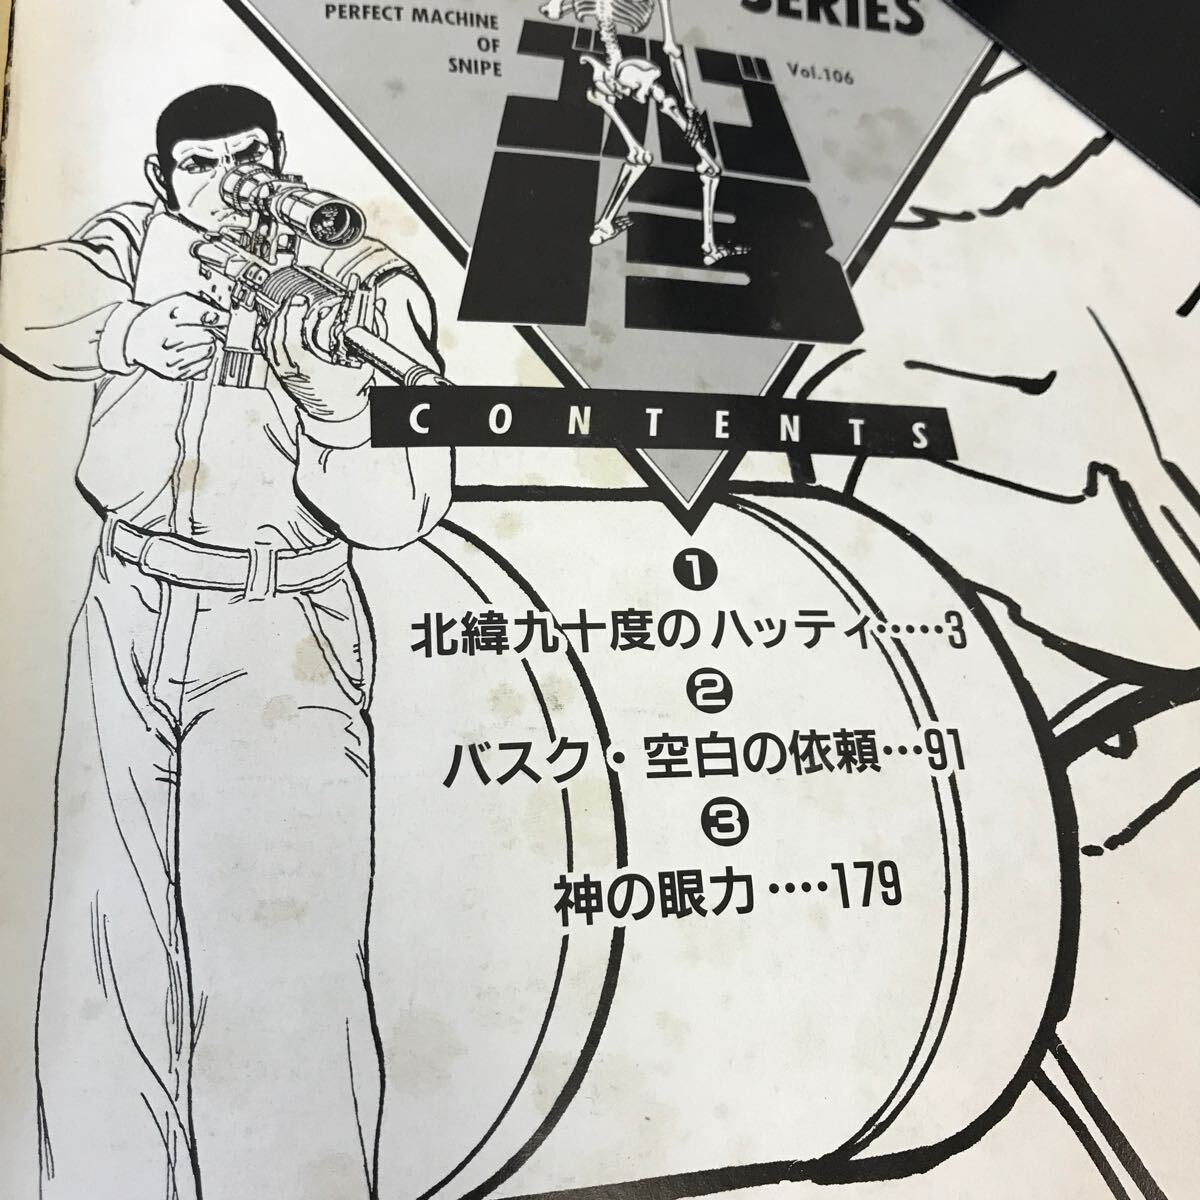 SERIES
PERFECT MACHINE
OF
SNIPE
Vol.106
ゴルゴ
13
CONTENTS
❶
北緯九十度のハッティ……3
❷
バスク・空白の依頼…91
❸
神の眼力‥‥179